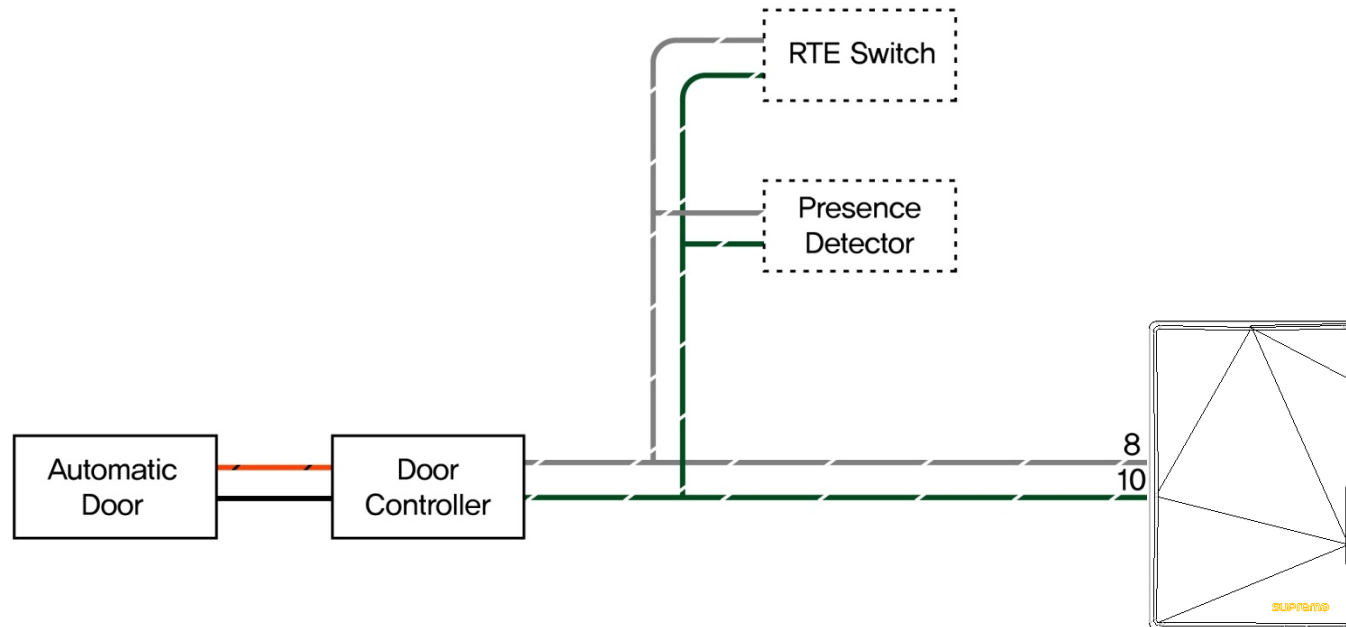 RTE Switch
Presence
Detector
8
10
Automatic
Door
Door
Controller
suprema